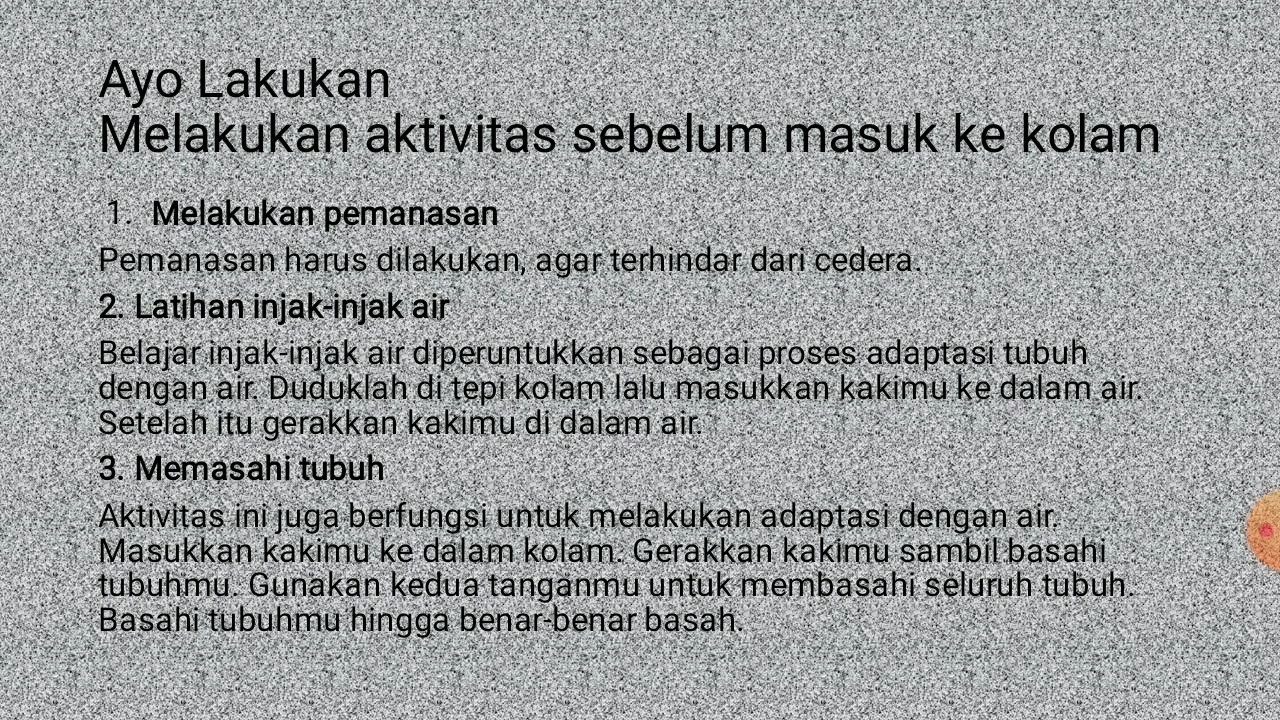 Ayo Lakukan
Melakukan aktivitas sebelum masuk ke kolam
1. Melakukan pemanasan
Pemanasan harus dilakukan, agar terhindar dari cedera.
2. Latihan injak-injak air
Belajar injak-injak air diperuntukkan sebagai proses adaptasi tubuh
dengan air. Duduklah di tepi kolam lalu masukkan kakimu ke dalam air.
Setelah itu gerakkan kakimu di dalam air.
3. Memasahi tubuh
Aktivitas ini juga berfungsi untuk melakukan adaptasi dengan air.
Masukkan kakimu ke dalam kolam. Gerakkan kakimu sambil basahi
tubuhmu. Gunakan kedua tanganmu untuk membasahi seluruh tubuh.
Basahi tubuhmu hingga benar-benar basah.